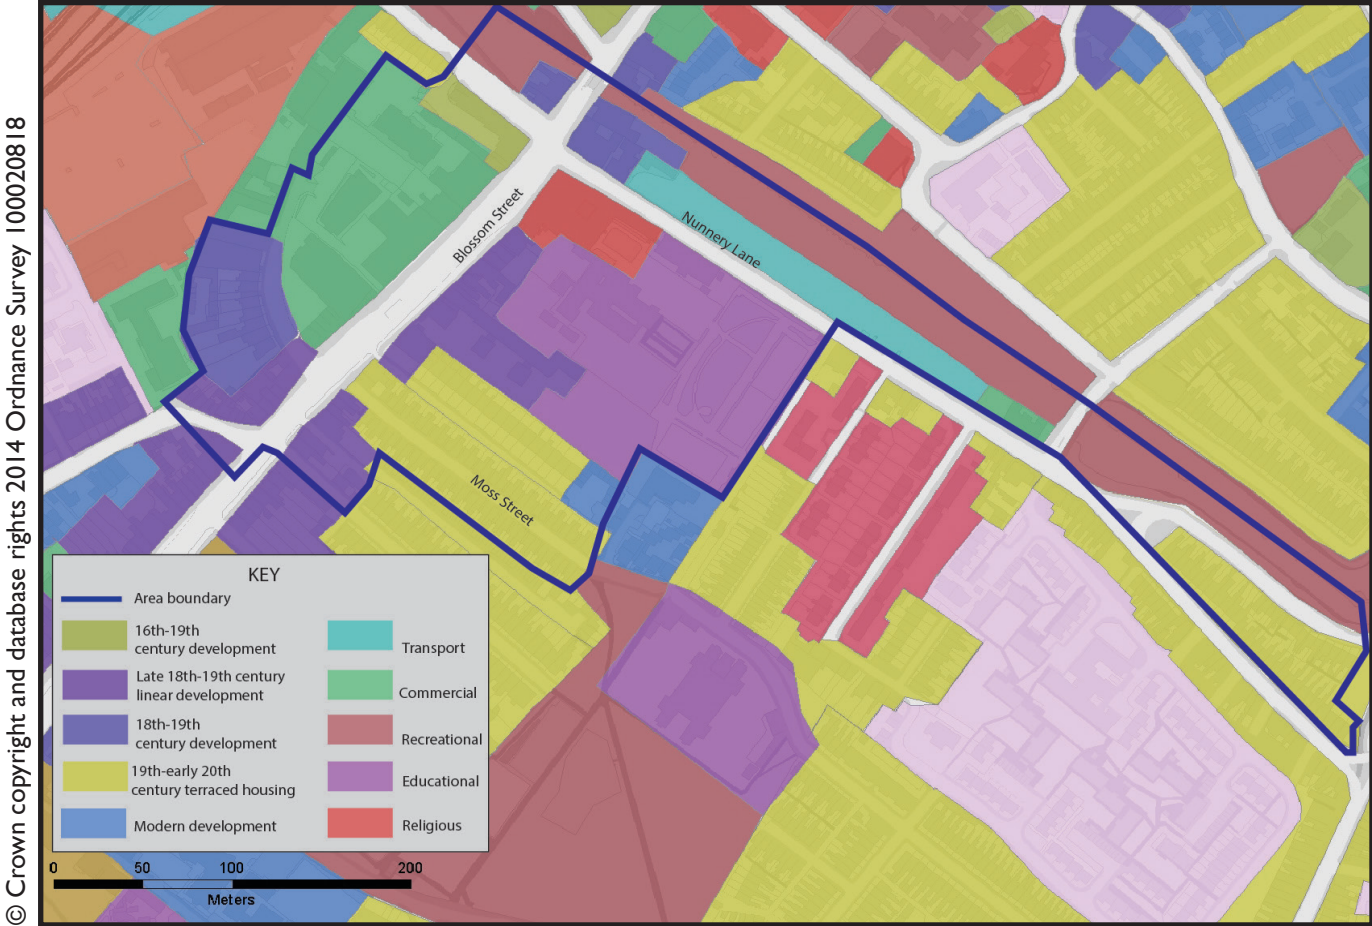 © Crown copyright and database rights 2014 Ordnance Survey 100020818
Blossom Street
Nunnery Lane
Moss Street
KEY
Area boundary
16th-19th
century development
Late 18th-19th century
linear development
18th-19th
century development
19th-early 20th
century terraced housing
Modern development
Transport
Commercial
Recreational
Educational
Religious
0 50 100 200
Meters